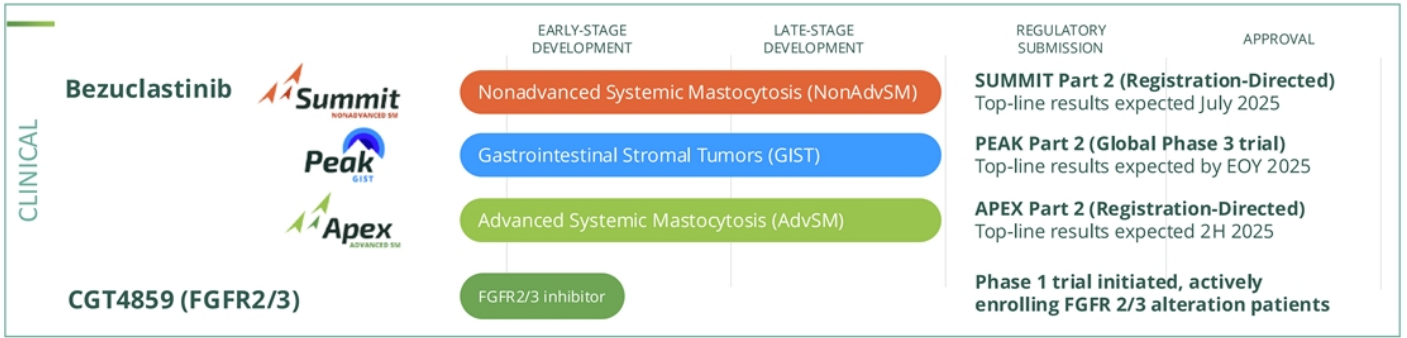 EARLY-STAGE
DEVELOPMENT
LATE-STAGE
DEVELOPMENT
REGULATORY
SUBMISSION
APPROVAL
CLINICAL
Bezuclastinib
Summit
NONADVANCED SM
Nonadvanced Systemic Mastocytosis (NonAdvSM)
SUMMIT Part 2 (Registration-Directed)
Top-line results expected July 2025
Peak
GIST
Gastrointestinal Stromal Tumors (GIST)
PEAK Part 2 (Global Phase 3 trial)
Top-line results expected by EOY 2025
Apex
ADVANCED SM
Advanced Systemic Mastocytosis (AdvSM)
APEX Part 2 (Registration-Directed)
Top-line results expected 2H 2025
CGT4859 (FGFR2/3)
FGFR2/3 inhibitor
Phase 1 trial initiated, actively
enrolling FGFR 2/3 alteration patients